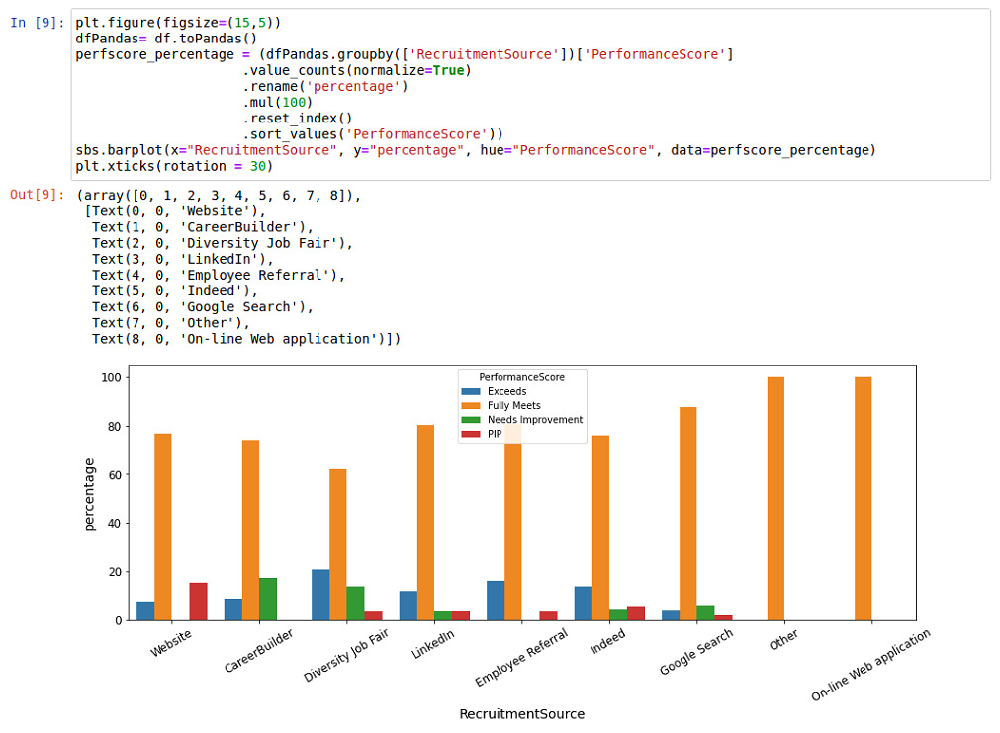 In [9]: plt.figure(figsize=(15,5))
dfPandas= df.toPandas()
perfscore_percentage = (dfPandas.groupby(['RecruitmentSource'])['PerformanceScore']
.value_counts(normalize=True)
.rename('percentage')
.mul(100)
.reset_index()
.sort_values('PerformanceScore'))
sbs.barplot(x="RecruitmentSource", y="percentage", hue="PerformanceScore", data=perfscore_percentage)
plt.xticks(rotation = 30)
Out[9]: (array([0, 1, 2, 3, 4, 5, 6, 7, 8]),
[Text(0, 0, 'Website'),
Text(1, 0, 'CareerBuilder'),
Text(2, 0, 'Diversity Job Fair'),
Text(3, 0, 'LinkedIn'),
Text(4, 0, 'Employee Referral'),
Text(5, 0, 'Indeed'),
Text(6, 0, 'Google Search'),
Text(7, 0, 'Other'),
Text(8, 0, 'On-line Web application')])
PerformanceScore
Exceeds
Fully Meets
Needs Improvement
PIP
percentage
100
80
60
40
20
0
Website
CareerBuilder
Diversity Job Fair
LinkedIn
Employee Referral
Indeed
Google Search
Other
On-line Web application
RecruitmentSource